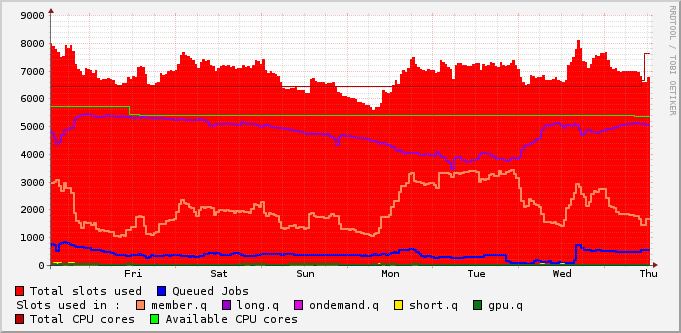 RRDTOOL / TOBI OETIKER
9000
8000
7000
6000
5000
4000
3000
2000
1000
0
Fri Sat Sun Mon Tue Wed Thu
Total slots used Queued Jobs
Slots used in : member.q long.q ondemand.q short.q gpu.q
Total CPU cores Available CPU cores